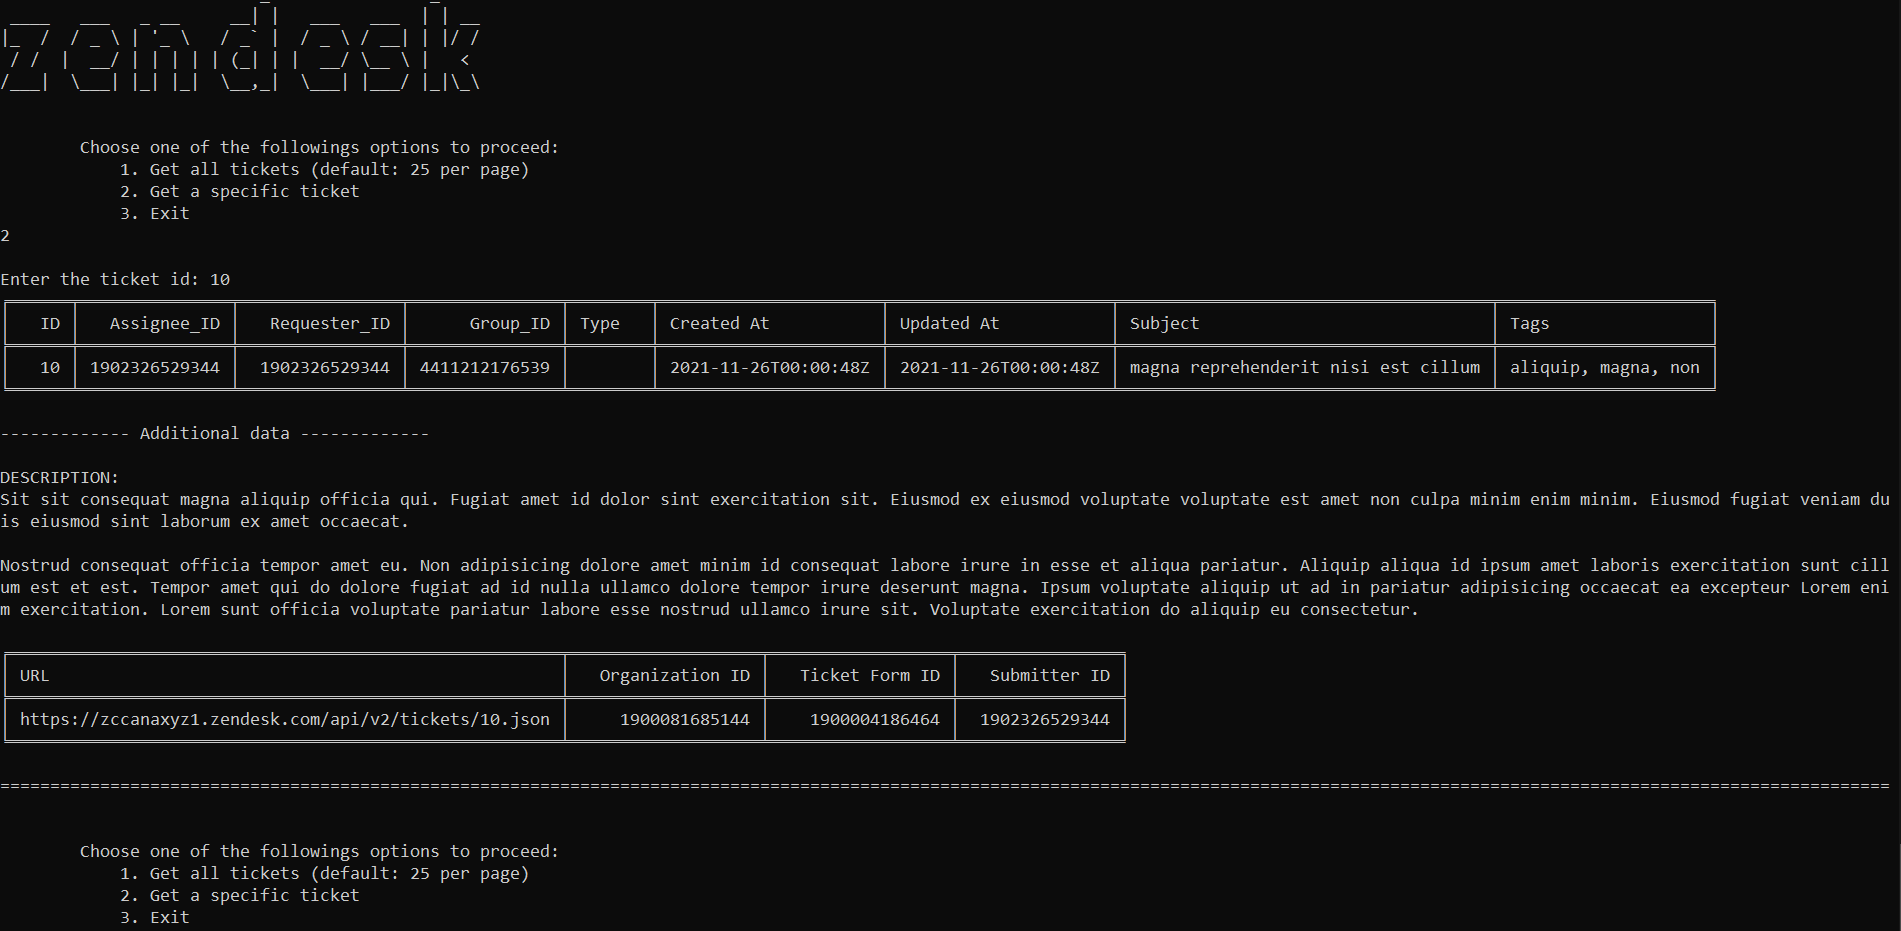 zendesk
Choose one of the followings options to proceed:
1. Get all tickets (default: 25 per page)
2. Get a specific ticket
3. Exit
2
Enter the ticket id: 10
ID Assignee_ID Requester_ID Group_ID Type Created At Updated At Subject Tags
10 1902326529344 1902326529344 4411212176539 2021-11-26T00:00:48Z 2021-11-26T00:00:48Z magna reprehenderit nisi est cillum aliquip, magna, non
------------- Additional data -------------
DESCRIPTION:
Sit sit consequat magna aliquip officia qui. Fugiat amet id dolor sint exercitation sit. Eiusmod ex eiusmod voluptate voluptate est amet non culpa minim enim minim. Eiusmod fugiat veniam du
is eiusmod sint laborum ex amet occaecat.
Nostrud consequat officia tempor amet eu. Non adipisicing dolore amet minim id consequat labore irure in esse et aliqua pariatur. Aliquip aliqua id ipsum amet laboris exercitation sunt cill
um est et est. Tempor amet qui do dolore fugiat ad id nulla ullamco dolore tempor irure deserunt magna. Ipsum voluptate aliquip ut ad in pariatur adipisicing occaecat ea excepteur Lorem eni
m exercitation. Lorem sunt officia voluptate pariatur labore esse nostrud ullamco irure sit. Voluptate exercitation do aliquip eu consectetur.
URL Organization ID Ticket Form ID Submitter ID
https://zccanaxyz1.zendesk.com/api/v2/tickets/10.json 1900081685144 1900004186464 1902326529344
Choose one of the followings options to proceed:
1. Get all tickets (default: 25 per page)
2. Get a specific ticket
3. Exit